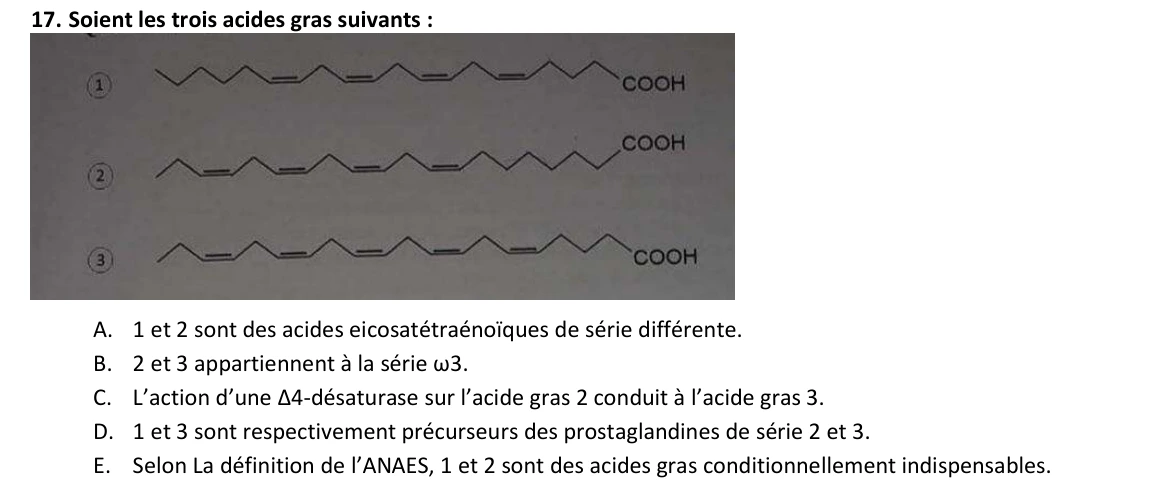 17. Soient les trois acides gras suivants :
1
COOH
COOH
2
3
COOH
A. 1 et 2 sont des acides eicosatétraénoïques de série différente.
B. 2 et 3 appartiennent à la série ω3.
C. L’action d’une Δ4-désaturase sur l’acide gras 2 conduit à l’acide gras 3.
D. 1 et 3 sont respectivement précurseurs des prostaglandines de série 2 et 3.
E. Selon La définition de l’ANAES, 1 et 2 sont des acides gras conditionnellement indispensables.